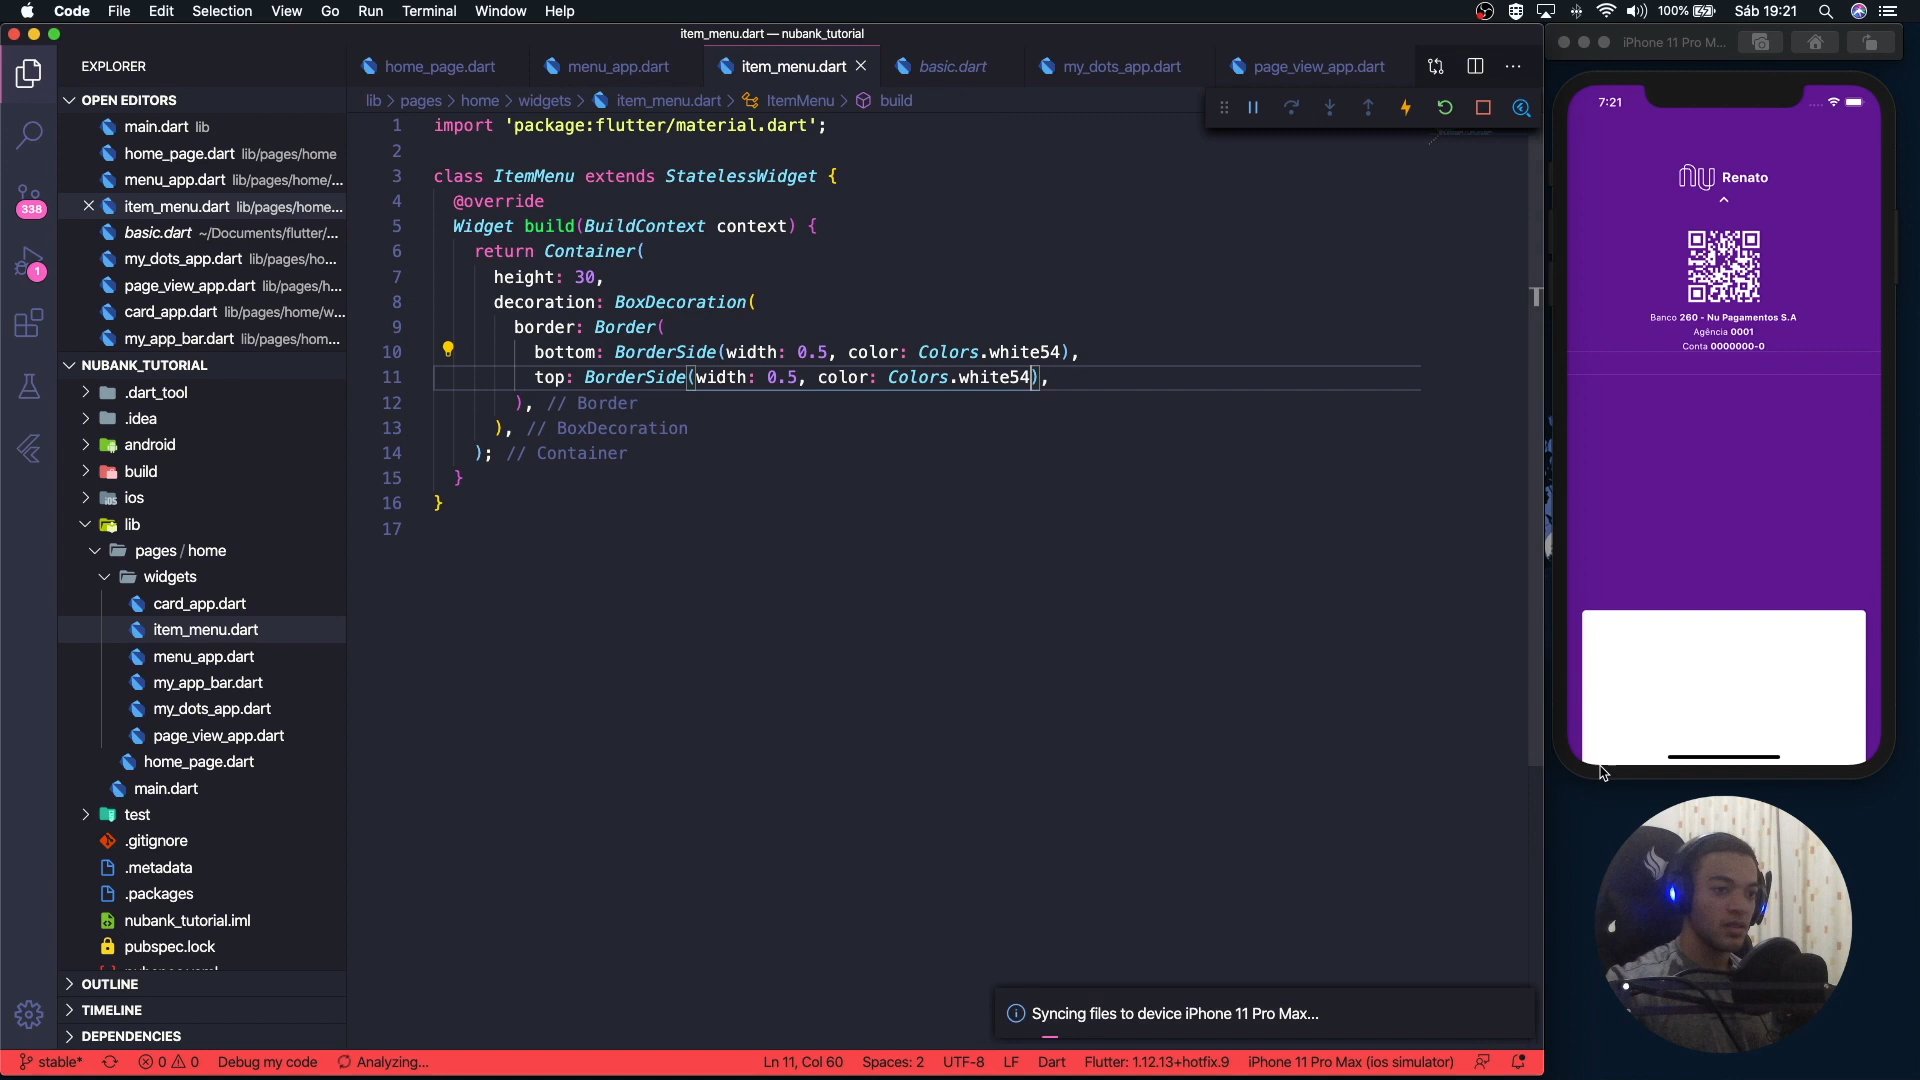 Code File Edit Selection View Go Run Terminal Window Help
100% Sáb 19:21
item_menu.dart — nubank_tutorial
iPhone 11 Pro M...
EXPLORER
home_page.dart
menu_app.dart
item_menu.dart
basic.dart
my_dots_app.dart
page_view_app.dart
OPEN EDITORS
main.dart lib
home_page.dart lib/pages/home
menu_app.dart lib/pages/home/...
item_menu.dart lib/pages/home...
basic.dart ~/Documents/flutter/...
my_dots_app.dart lib/pages/ho...
page_view_app.dart lib/pages/h...
card_app.dart lib/pages/home/w...
my_app_bar.dart lib/pages/hom...
338
1
NUBANK_TUTORIAL
.dart_tool
.idea
android
build
ios
lib
pages / home
widgets
card_app.dart
item_menu.dart
menu_app.dart
my_app_bar.dart
my_dots_app.dart
page_view_app.dart
home_page.dart
main.dart
test
.gitignore
.metadata
.packages
nubank_tutorial.iml
pubspec.lock
OUTLINE
TIMELINE
DEPENDENCIES
lib > pages > home > widgets > item_menu.dart > ItemMenu > build
1 import 'package:flutter/material.dart';
2
3 class ItemMenu extends StatelessWidget {
4 @override
5 Widget build(BuildContext context) {
6 return Container(
7 height: 30,
8 decoration: BoxDecoration(
9 border: Border(
10 bottom: BorderSide(width: 0.5, color: Colors.white54),
11 top: BorderSide(width: 0.5, color: Colors.white54),
12 ), // Border
13 ), // BoxDecoration
14 ); // Container
15 }
16 }
17
7:21
nu Renato
Banco 260 - Nu Pagamentos S.A
Agência 0001
Conta 0000000-0
Syncing files to device iPhone 11 Pro Max...
stable* 0 0 Debug my code Analyzing... Ln 11, Col 60 Spaces: 2 UTF-8 LF Dart Flutter: 1.12.13+hotfix.9 iPhone 11 Pro Max (ios simulator)